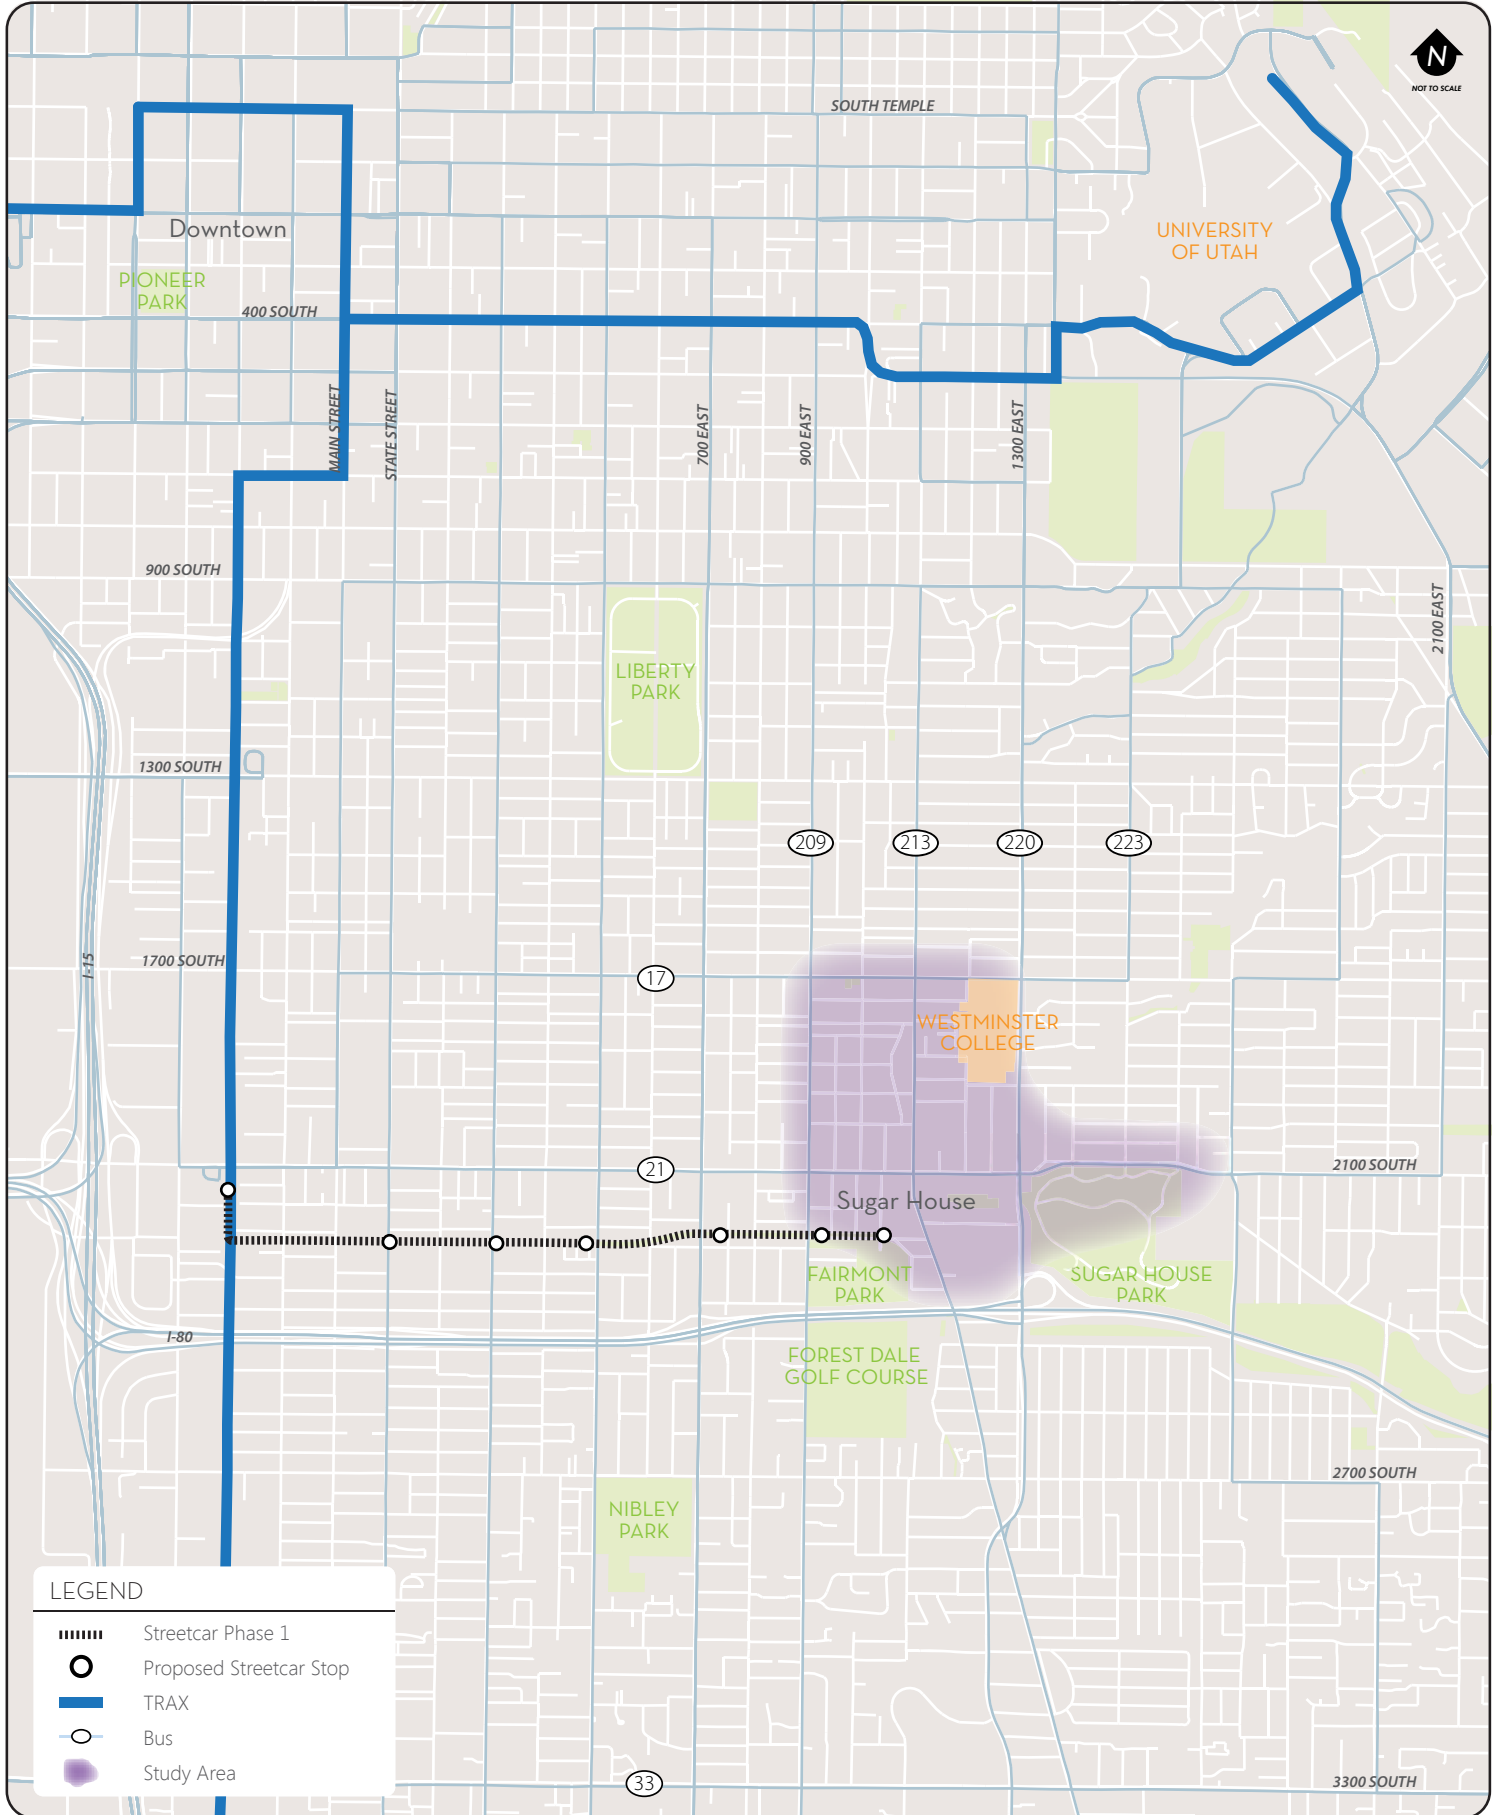 N
NOT TO SCALE
SOUTH TEMPLE
Downtown
UNIVERSITY
OF UTAH
PIONEER
PARK
400 SOUTH
MAIN STREET
STATE STREET
700 EAST
900 EAST
1300 EAST
900 SOUTH
2100 EAST
LIBERTY
PARK
1300 SOUTH
209
213
220
223
I-15
1700 SOUTH
17
WESTMINSTER
COLLEGE
21
2100 SOUTH
Sugar House
FAIRMONT
PARK
SUGAR HOUSE
PARK
I-80
FOREST DALE
GOLF COURSE
2700 SOUTH
NIBLEY
PARK
LEGEND
Streetcar Phase 1
Proposed Streetcar Stop
TRAX
Bus
Study Area
33
3300 SOUTH